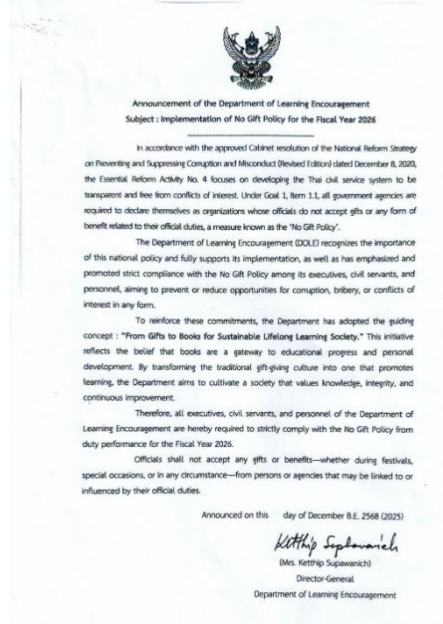 Announcement of the Department of Learning Encouragement
Subject : Implementation of No Gift Policy for the Fiscal Year 2026
In accordance with the approved Cabinet resolution of the National Reform Strategy
on Preventing and Suppressing Corruption and Misconduct (Revised Edition) dated December 8, 2020,
the Essential Reform Activity No. 4 focuses on developing the Thai civil service system to be
transparent and free from conflicts of interest. Under Goal 1, Item 1.1, all government agencies are
required to declare themselves as organizations whose officials do not accept gifts or any form of
benefit related to their official duties, a measure known as the "No Gift Policy".
The Department of Learning Encouragement (DOLE) recognizes the importance
of this national policy and fully supports its implementation, as well as has emphasized and
promoted strict compliance with the No Gift Policy among its executives, civil servants, and
personnel, aiming to prevent or reduce opportunities for corruption, bribery, or conflicts of
interest in any form.
To reinforce these commitments, the Department has adopted the guiding
concept : "From Gifts to Books for Sustainable Lifelong Learning Society." This initiative
reflects the belief that books are a gateway to educational progress and personal
development. By transforming the traditional gift-giving culture into one that promotes
learning, the Department aims to cultivate a society that values knowledge, integrity, and
continuous improvement.
Therefore, all executives, civil servants, and personnel of the Department of
Learning Encouragement are hereby required to strictly comply with the No Gift Policy from
duty performance for the Fiscal Year 2026.
Officials shall not accept any gifts or benefits—whether during festivals,
special occasions, or in any circumstance—from persons or agencies that may be linked to or
influenced by their official duties.
Announced on this day of December B.E. 2568 (2025)
Ketthip Supawanich
(Mrs. Ketthip Supawanich)
Director-General
Department of Learning Encouragement